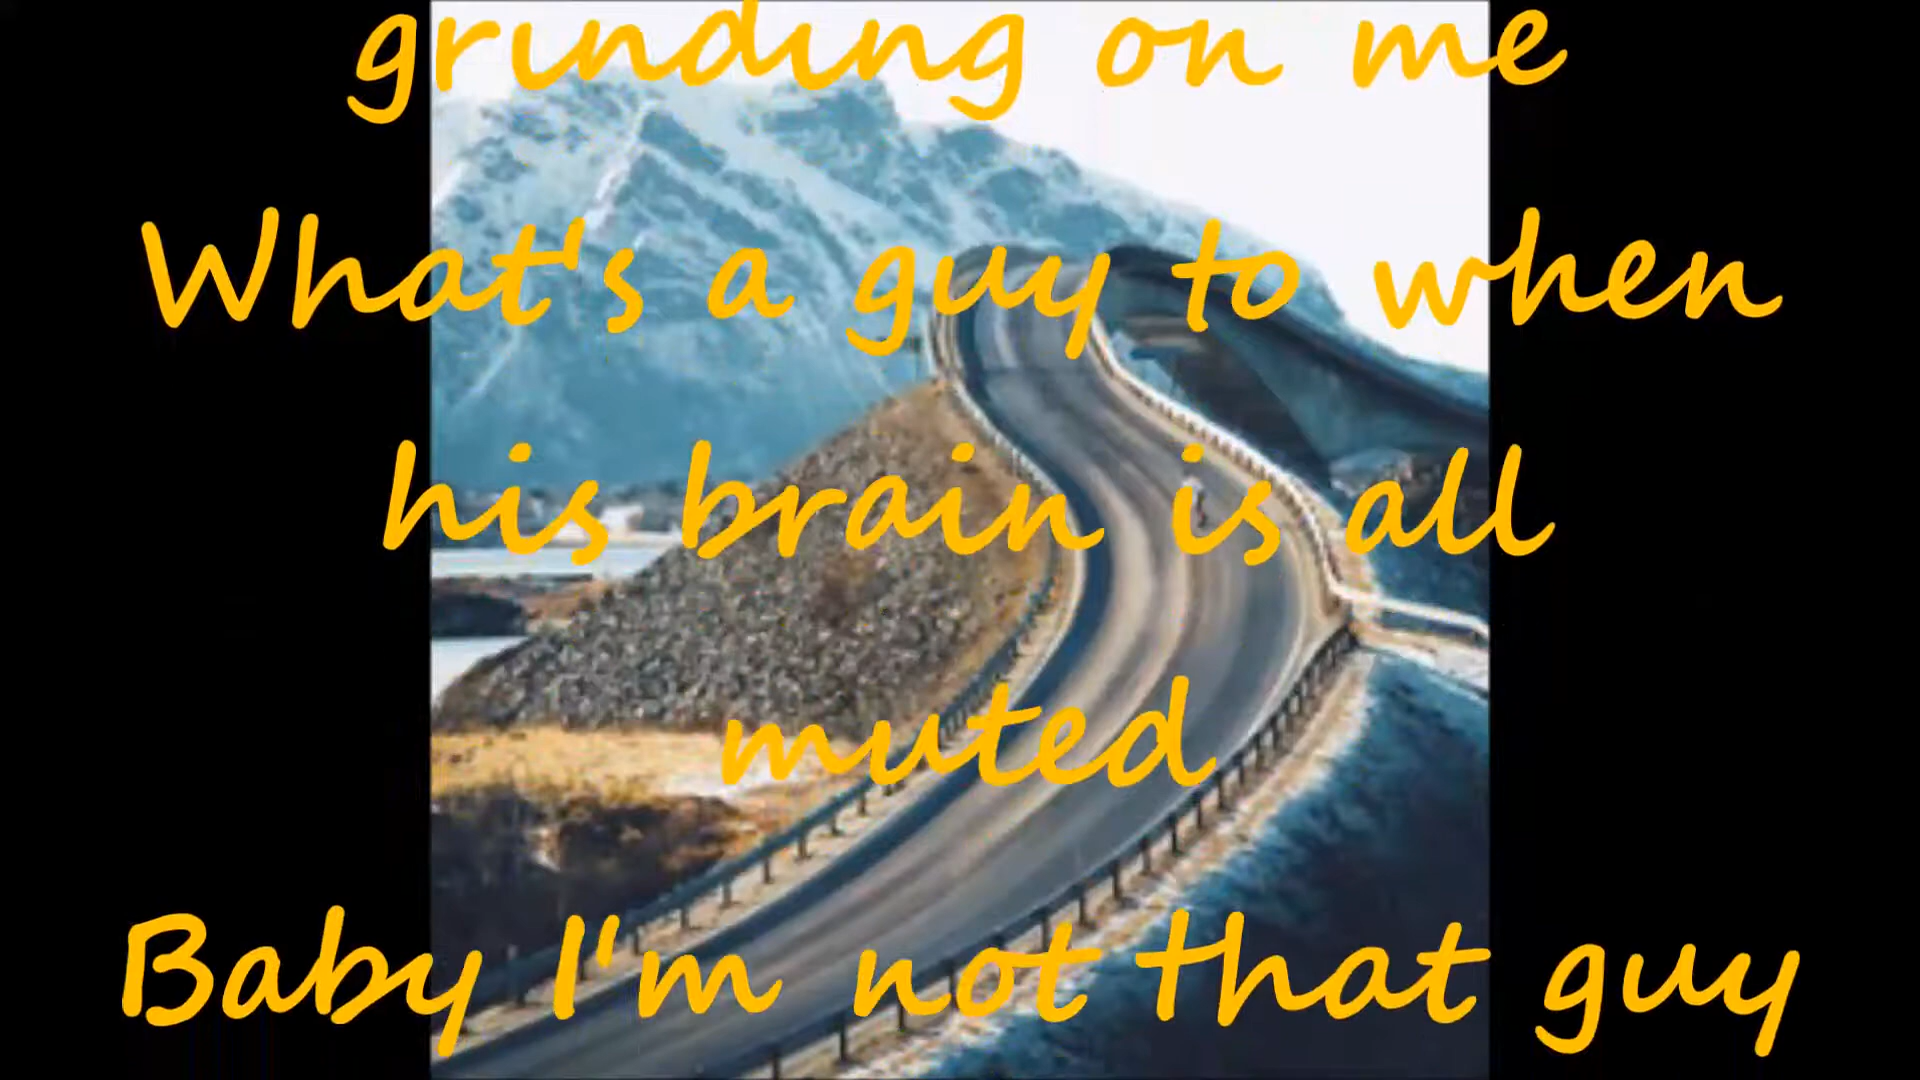 grinding on me
What's a guy to when
his brain is all
muted
Baby I'm not that guy